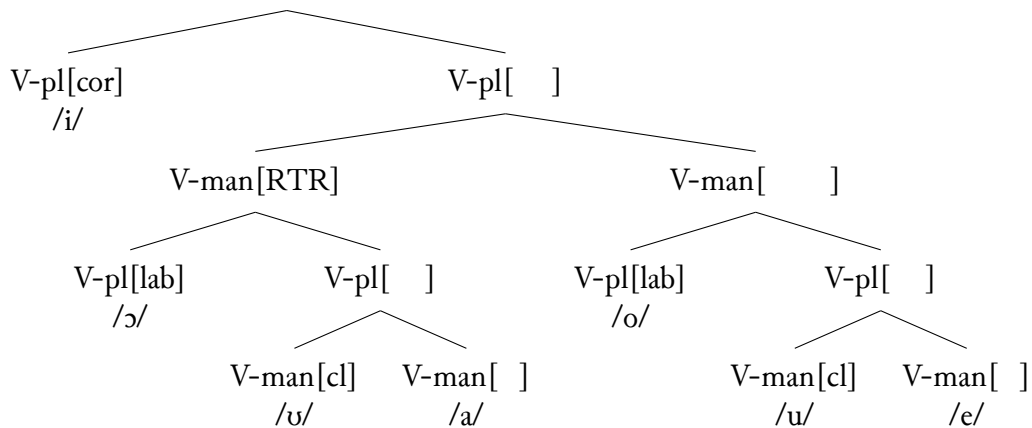 V-pl[cor] V-pl[ ]
/i/
V-man[RTR] V-man[ ]
V-pl[lab] V-pl[ ] V-pl[lab] V-pl[ ]
/ɔ/ /o/
V-man[cl] V-man[ ] V-man[cl] V-man[ ]
/ʊ/ /a/ /u/ /e/